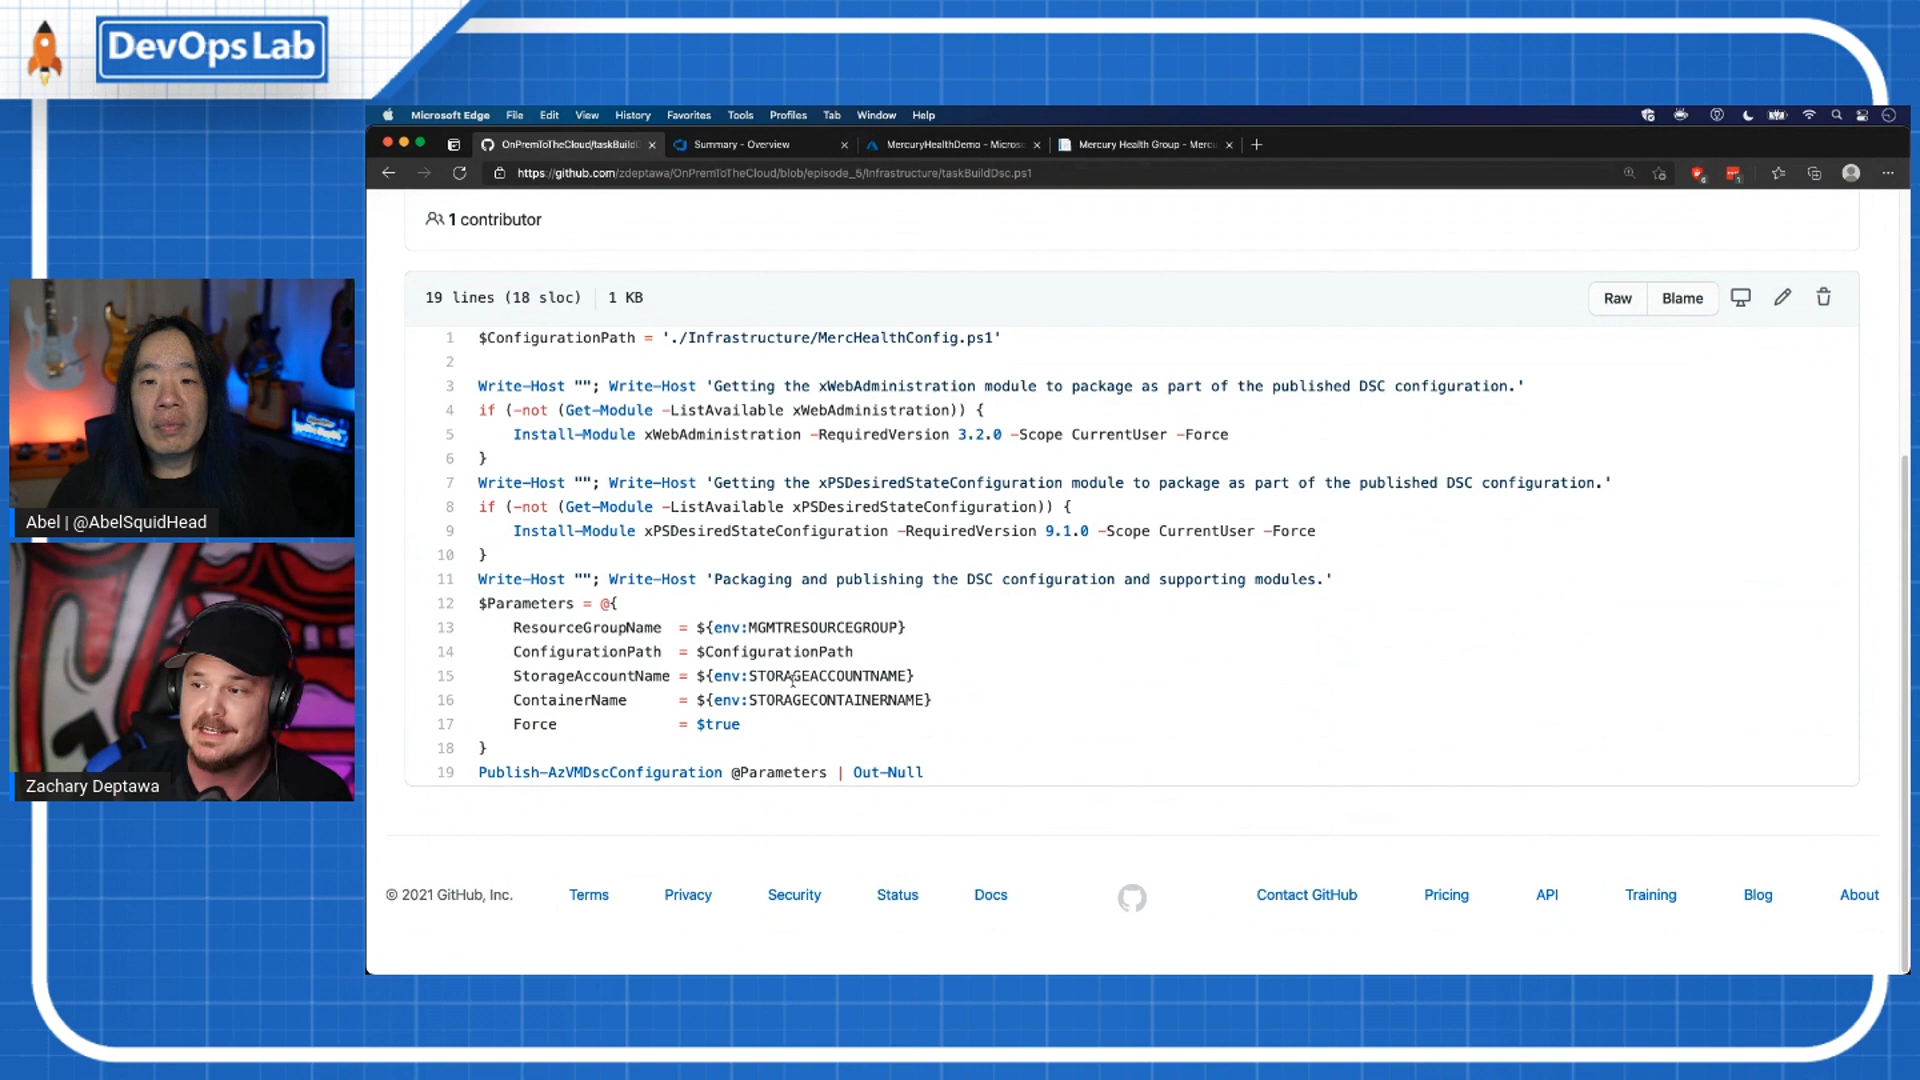 DevOps Lab
Microsoft Edge File Edit View History Favorites Tools Profiles Tab Window Help
OnPremToTheCloud/taskBuildD
Summary - Overview
MercuryHealthDemo - Micros
Mercury Health Group - Merc
https://github.com/zdeptawa/OnPremToTheCloud/blob/episode_5/Infrastructure/taskBuildDsc.ps1
1 contributor
19 lines (18 sloc) 1 KB
Raw Blame
1 $ConfigurationPath = './Infrastructure/MercHealthConfig.ps1'
2
3 Write-Host ""; Write-Host 'Getting the xWebAdministration module to package as part of the published DSC configuration.'
4 if (-not (Get-Module -ListAvailable xWebAdministration)) {
5 Install-Module xWebAdministration -RequiredVersion 3.2.0 -Scope CurrentUser -Force
6 }
7 Write-Host ""; Write-Host 'Getting the xPSDesiredStateConfiguration module to package as part of the published DSC configuration.'
8 if (-not (Get-Module -ListAvailable xPSDesiredStateConfiguration)) {
9 Install-Module xPSDesiredStateConfiguration -RequiredVersion 9.1.0 -Scope CurrentUser -Force
10 }
11 Write-Host ""; Write-Host 'Packaging and publishing the DSC configuration and supporting modules.'
12 $Parameters = @{
13 ResourceGroupName = ${env:MGMTRESOURCEGROUP}
14 ConfigurationPath = $ConfigurationPath
15 StorageAccountName = ${env:STORAGEACCOUNTNAME}
16 ContainerName = ${env:STORAGECONTAINERNAME}
17 Force = $true
18 }
19 Publish-AzVMDscConfiguration @Parameters | Out-Null
© 2021 GitHub, Inc. Terms Privacy Security Status Docs Contact GitHub Pricing API Training Blog About
Abel | @AbelSquidHead
Zachary Deptawa